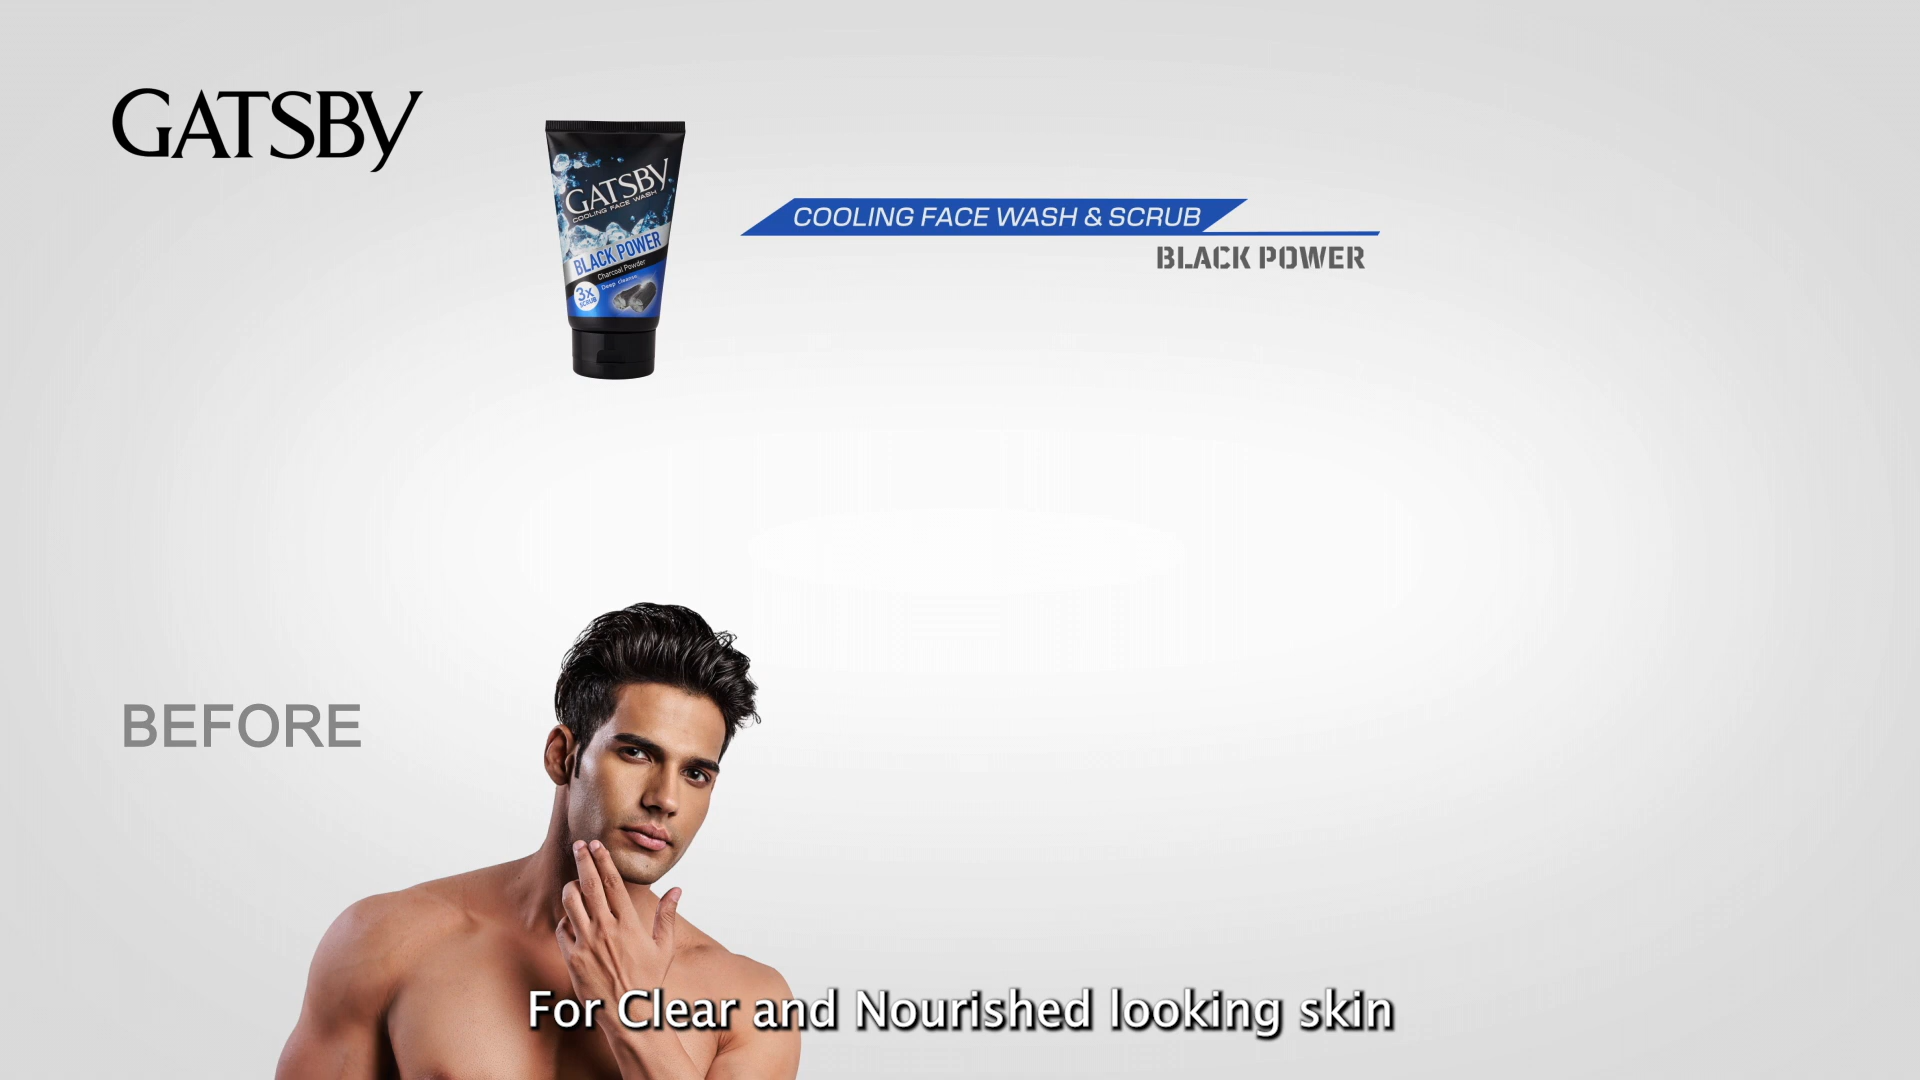 GATSBY
GATSBY
COOLING FACE WASH
BLACK POWER
Charcoal Powder
Deep cleanse
3x
SCRUB
COOLING FACE WASH & SCRUB
BLACK POWER
BEFORE
For Clear and Nourished looking skin